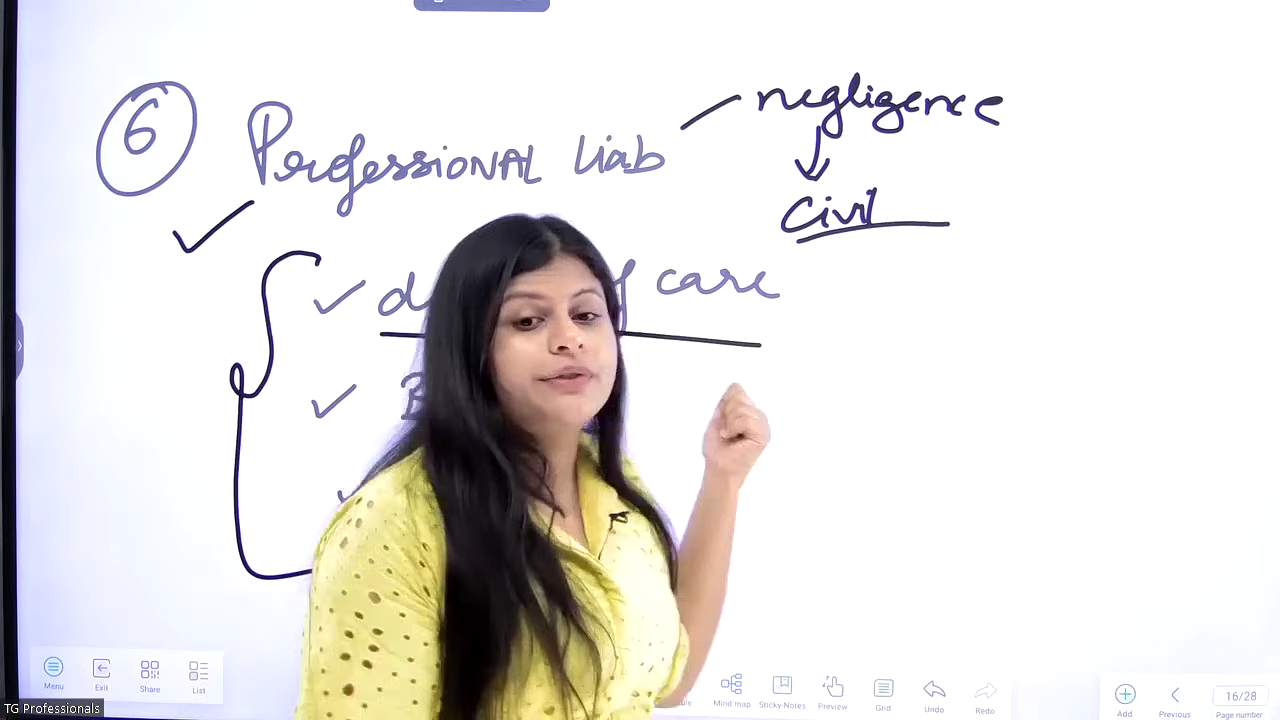 6 Professional Liab
negligence
civil
care
Menu
Exit
Share
List
Mind map
Sticky-Notes
Preview
Grid
Undo
Redo
Add
Previous
16/28
Page number
TG Professionals